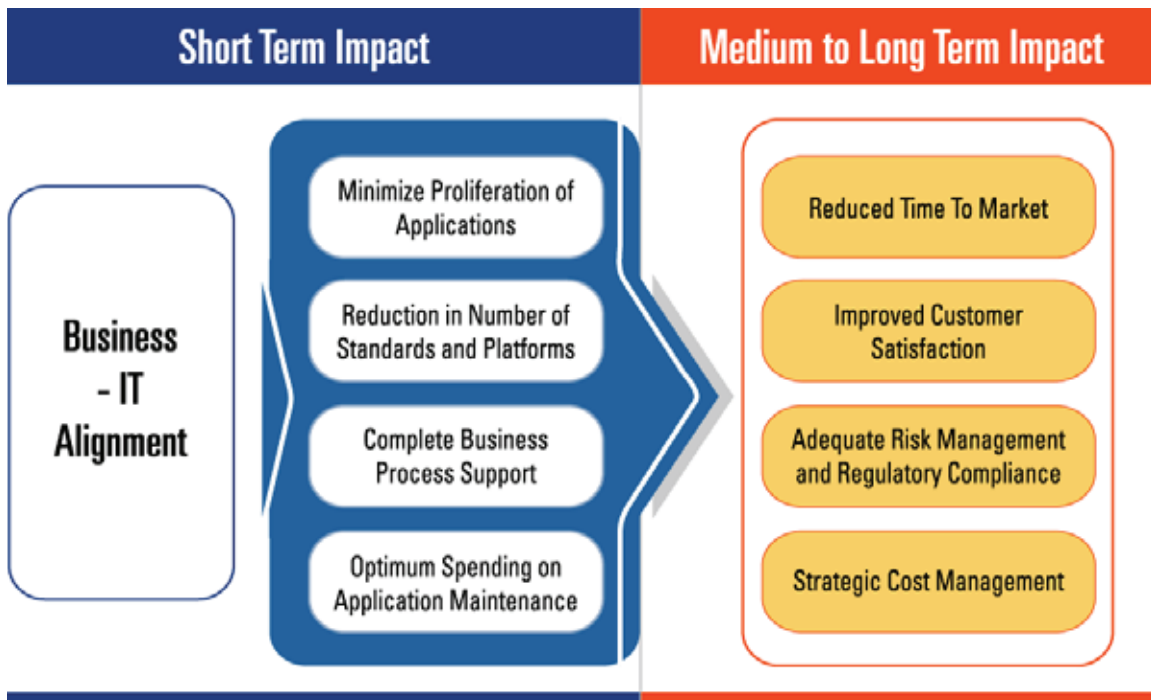 Short Term Impact
Medium to Long Term Impact
Business
- IT
Alignment
Minimize Proliferation of
Applications
Reduction in Number of
Standards and Platforms
Complete Business
Process Support
Optimum Spending on
Application Maintenance
Reduced Time To Market
Improved Customer
Satisfaction
Adequate Risk Management
and Regulatory Compliance
Strategic Cost Management